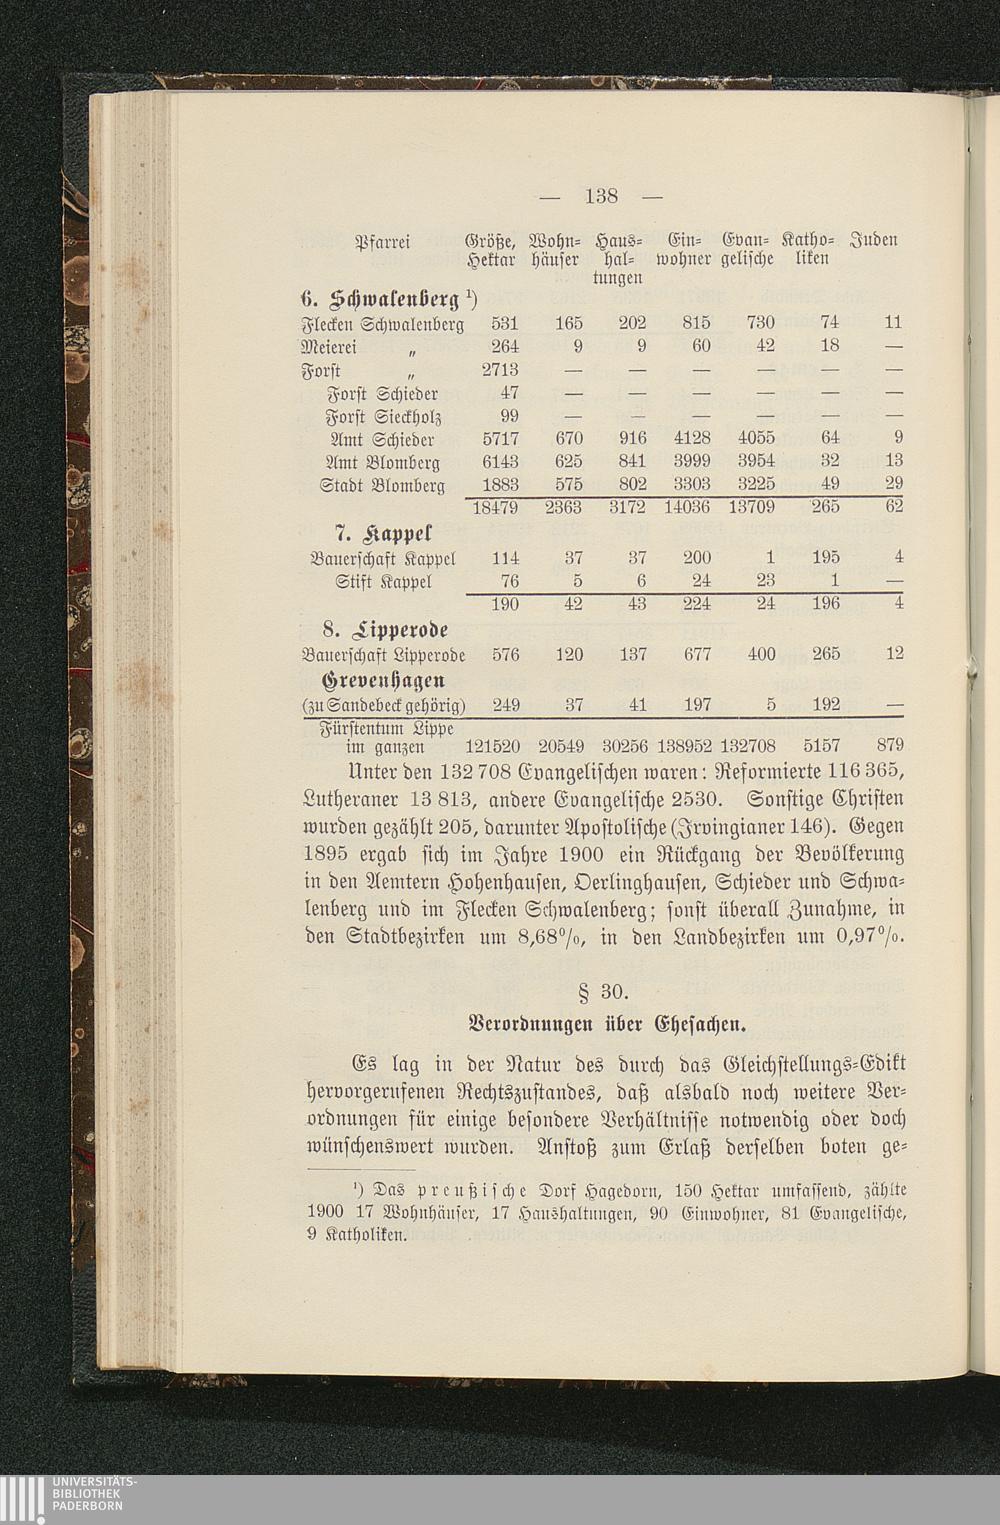 — 138 —
Pfarrei Größe, Wohn= Haus= Ein= Evan= Katho= Juden
Hektar häuser hal= wohner gelische liken
tungen
6. Schwalenberg ¹)
Flecken Schwalenberg 531 165 202 815 730 74 11
Meierei „ 264 9 9 60 42 18 —
Forst „ 2713 — — — — — —
Forst Schieder 47 — — — — — —
Forst Sieckholz 99 — — — — — —
Amt Schieder 5717 670 916 4128 4055 64 9
Amt Blomberg 6143 625 841 3999 3954 32 13
Stadt Blomberg 1883 575 802 3303 3225 49 29
18479 2363 3172 14036 13709 265 62
7. Kappel
Bauerschaft Kappel 114 37 37 200 1 195 4
Stift Kappel 76 5 6 24 23 1 —
190 42 43 224 24 196 4
8. Lipperode
Bauerschaft Lipperode 576 120 137 677 400 265 12
Grevenhagen
(zu Sandebeck gehörig) 249 37 41 197 5 192 —
Fürstentum Lippe
im ganzen 121520 20549 30256 138952 132708 5157 879
Unter den 132 708 Evangelischen waren: Reformierte 116 365,
Lutheraner 13 813, andere Evangelische 2530. Sonstige Christen
wurden gezählt 205, darunter Apostolische (Irvingianer 146). Gegen
1895 ergab sich im Jahre 1900 ein Rückgang der Bevölkerung
in den Aemtern Hohenhausen, Oerlinghausen, Schieder und Schwa=
lenberg und im Flecken Schwalenberg; sonst überall Zunahme, in
den Stadtbezirken um 8,68%, in den Landbezirken um 0,97%.
§ 30.
Verordnungen über Ehesachen.
Es lag in der Natur des durch das Gleichstellungs=Edikt
hervorgerufenen Rechtszustandes, daß alsbald noch weitere Ver=
ordnungen für einige besondere Verhältnisse notwendig oder doch
wünschenswert wurden. Anstoß zum Erlaß derselben boten ge=
¹) Das preußische Dorf Hagedorn, 150 Hektar umfassend, zählte
1900 17 Wohnhäuser, 17 Haushaltungen, 90 Einwohner, 81 Evangelische,
9 Katholiken.
UNIVERSITÄTS-
BIBLIOTHEK
PADERBORN